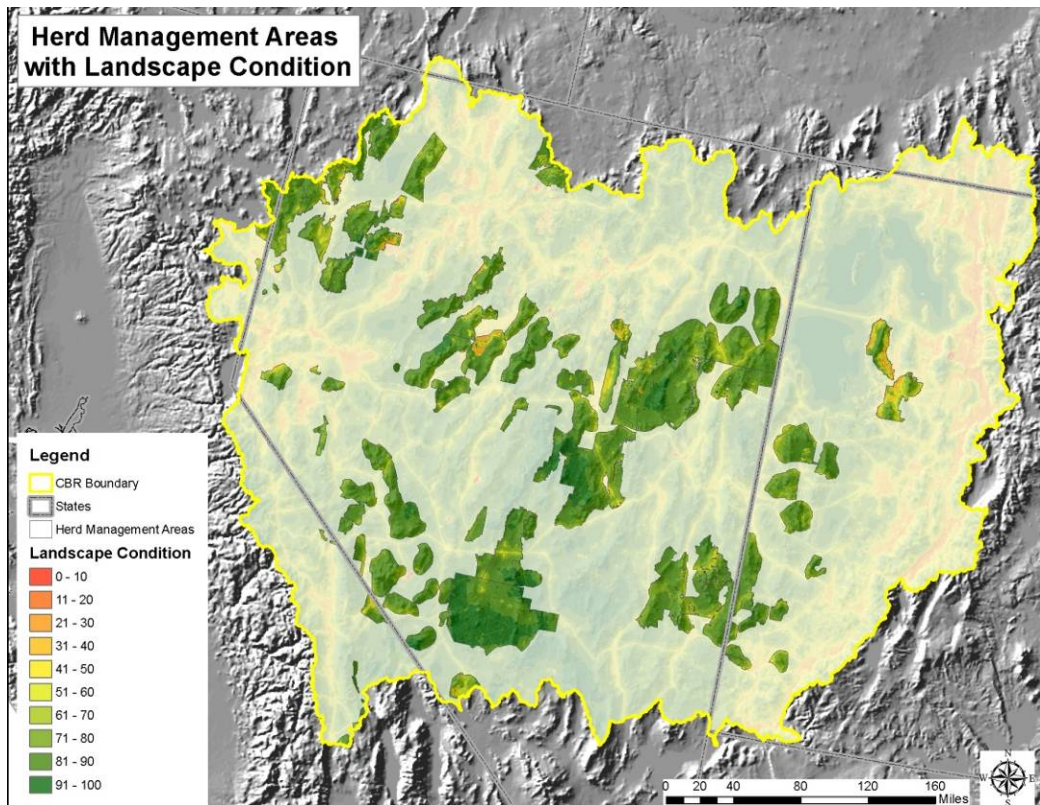 Herd Management Areas
with Landscape Condition
Legend
CBR Boundary
States
Herd Management Areas
Landscape Condition
0 - 10
11 - 20
21 - 30
31 - 40
41 - 50
51 - 60
61 - 70
71 - 80
81 - 90
91 - 100
0 20 40 80 120 160
Miles
N
W E
S